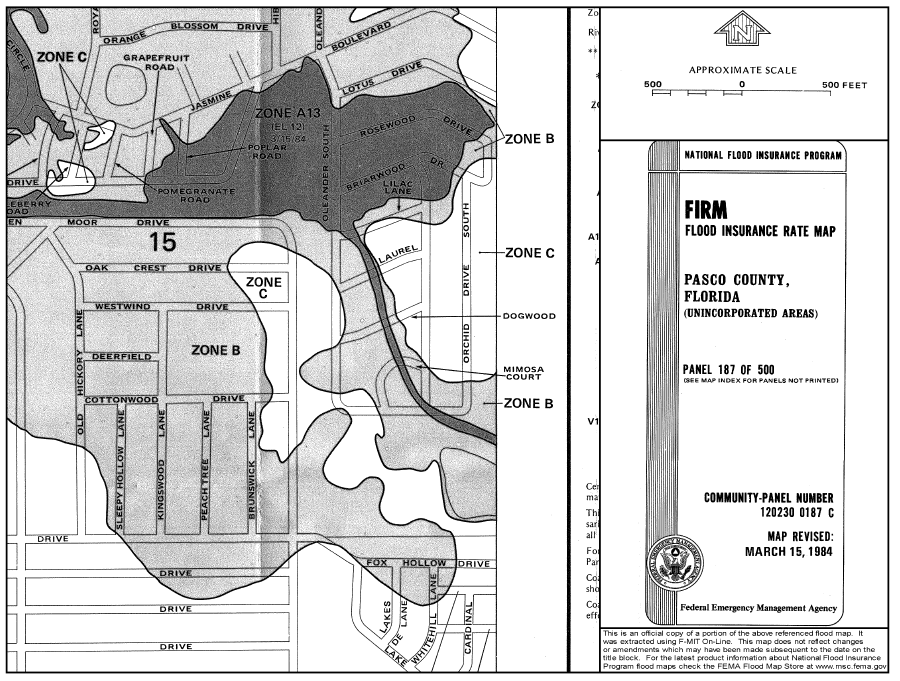 ORANGE BLOSSOM DRIVE
OLEANDER
BOULEVARD
CIRCLE
ZONE C
GRAPEFRUIT
ROAD
JASMINE
LOTUS DRIVE
ZONE A13
(EL 12)
3/15/84
ROSEWOOD DRIVE
ZONE B
POPLAR
ROAD
OLEANDER SOUTH
BRIARWOOD DR.
LILAC
LANE
DRIVE
POMEGRANATE
ROAD
MOOR DRIVE
15
SOUTH
ORCHID DRIVE
LAUREL
ZONE C
OAK CREST DRIVE
ZONE
C
WESTWIND DRIVE
DOGWOOD
OLD HICKORY LANE
ZONE B
DEERFIELD
MIMOSA
COURT
COTTONWOOD DRIVE
ZONE B
SLEEPY HOLLOW LANE
KINGSWOOD LANE
PEACH TREE LANE
BRUNSWICK LANE
DRIVE
FOX HOLLOW DRIVE
DRIVE
DRIVE
DRIVE
LAKES
DE
LAKE
LANE
WHITEHILL LANE
CARDINAL
APPROXIMATE SCALE
500 0 500 FEET
N
NATIONAL FLOOD INSURANCE PROGRAM
FIRM
FLOOD INSURANCE RATE MAP
PASCO COUNTY,
FLORIDA
(UNINCORPORATED AREAS)
PANEL 187 OF 500
(SEE MAP INDEX FOR PANELS NOT PRINTED)
COMMUNITY-PANEL NUMBER
120230 0187 C
MAP REVISED:
MARCH 15, 1984
Federal Emergency Management Agency
This is an official copy of a portion of the above referenced flood map. It
was extracted using F-MIT On-Line. This map does not reflect changes
or amendments which may have been made subsequent to the date on the
title block. For the latest product information about National Flood Insurance
Program flood maps check the FEMA Flood Map Store at www.msc.fema.gov